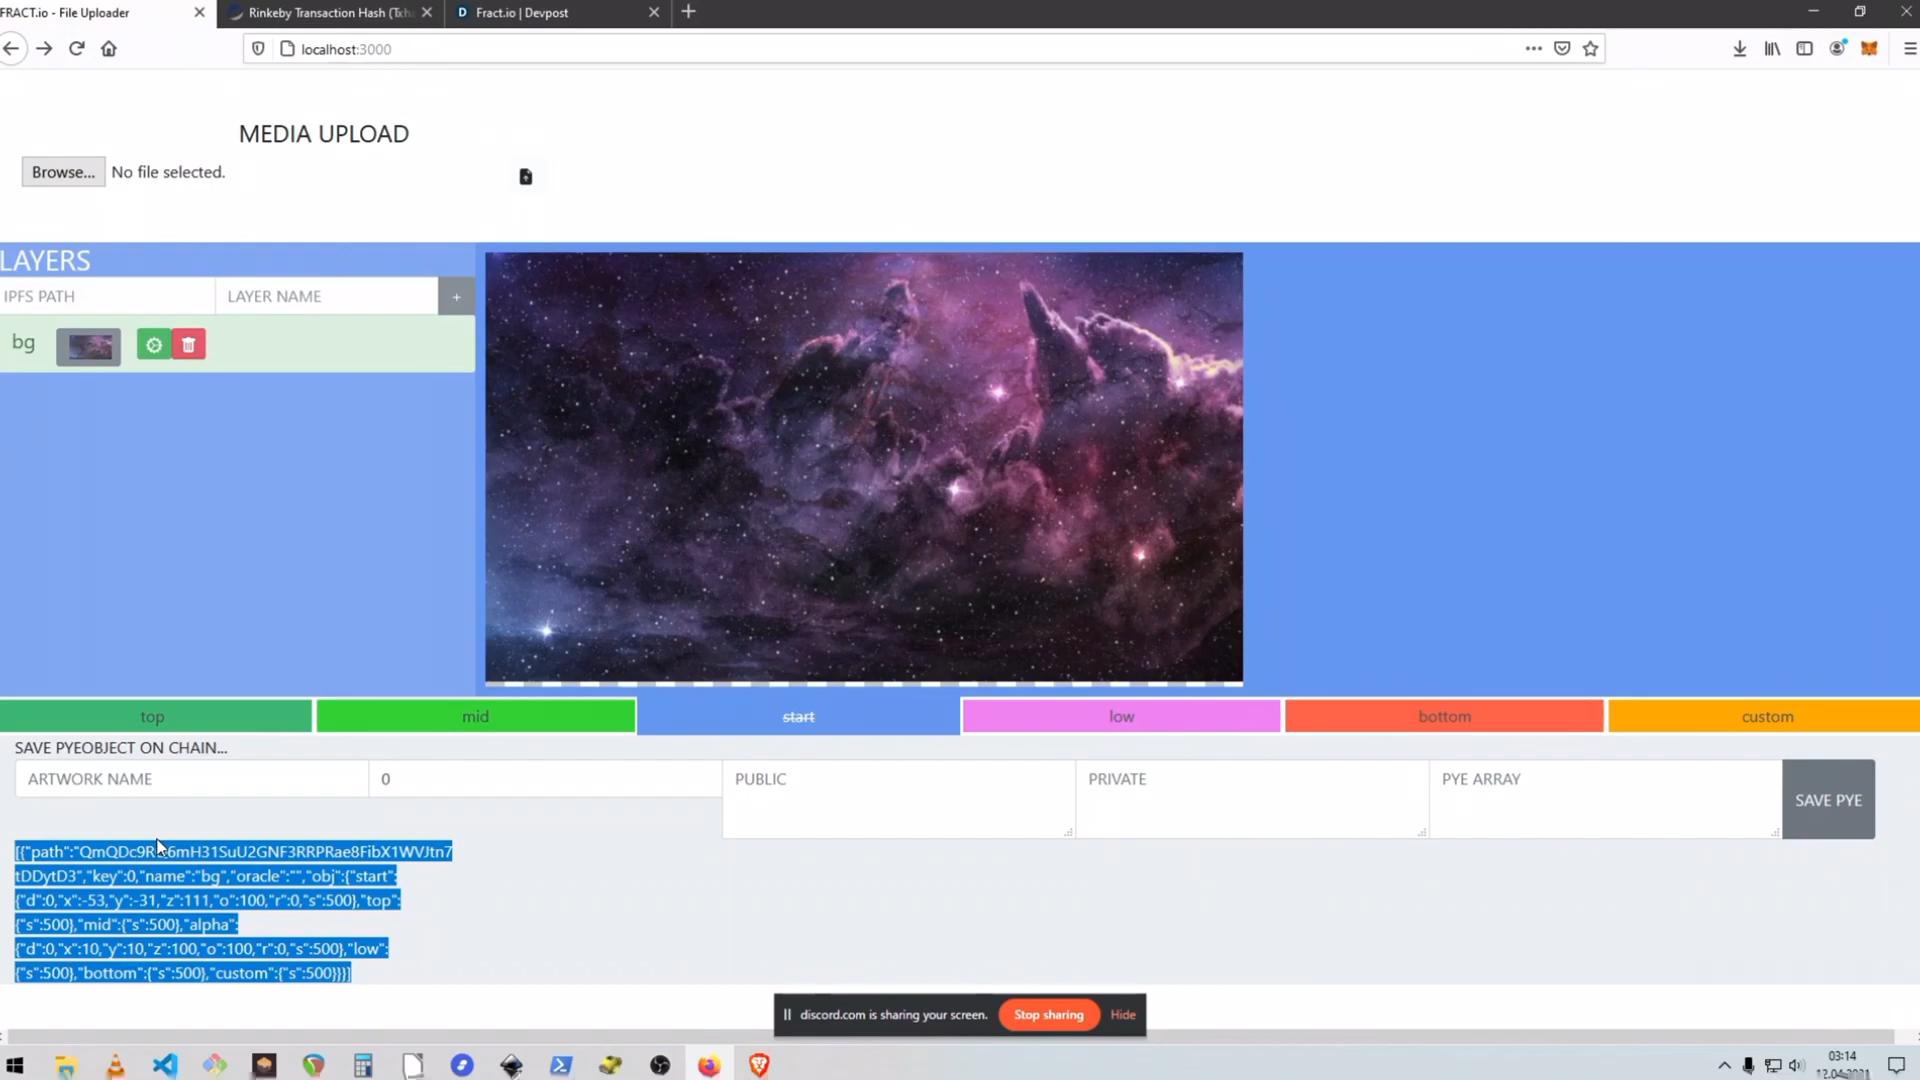 FRACT.io - File Uploader
Rinkeby Transaction Hash (Txha
Fract.io | Devpost
localhost:3000
MEDIA UPLOAD
Browse... No file selected.
LAYERS
IPFS PATH
LAYER NAME
+
bg
top
mid
start
low
bottom
custom
SAVE PYEOBJECT ON CHAIN...
ARTWORK NAME
0
PUBLIC
PRIVATE
PYE ARRAY
SAVE PYE
tDDytD3","key":0,"name":"bg","oracle":"","obj":{"start":
{"d":0,"x":-53,"y":-31,"z":111,"o":100,"r":0,"s":500},"top":
{"s":500},"mid":{"s":500},"alpha":
{"d":0,"x":10,"y":10,"z":100,"o":100,"r":0,"s":500},"low":
{"s":500},"bottom":{"s":500},"custom":{"s":500}}}]
discord.com is sharing your screen.
Stop sharing
Hide
03:14
12.04.2021